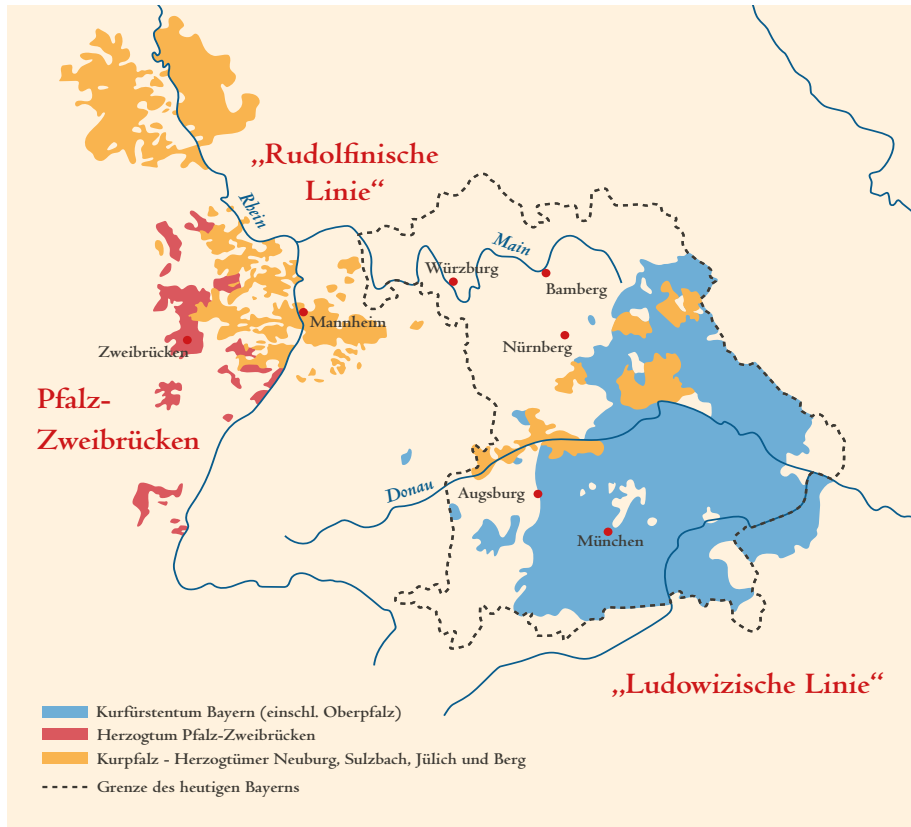 „Rudolfinische
Linie“
Rhein
Main
Würzburg
Bamberg
Mannheim
Nürnberg
Zweibrücken
Pfalz-
Zweibrücken
Donau
Augsburg
München
„Ludowizische Linie“
Kurfürstentum Bayern (einschl. Oberpfalz)
Herzogtum Pfalz-Zweibrücken
Kurpfalz - Herzogtümer Neuburg, Sulzbach, Jülich und Berg
Grenze des heutigen Bayerns